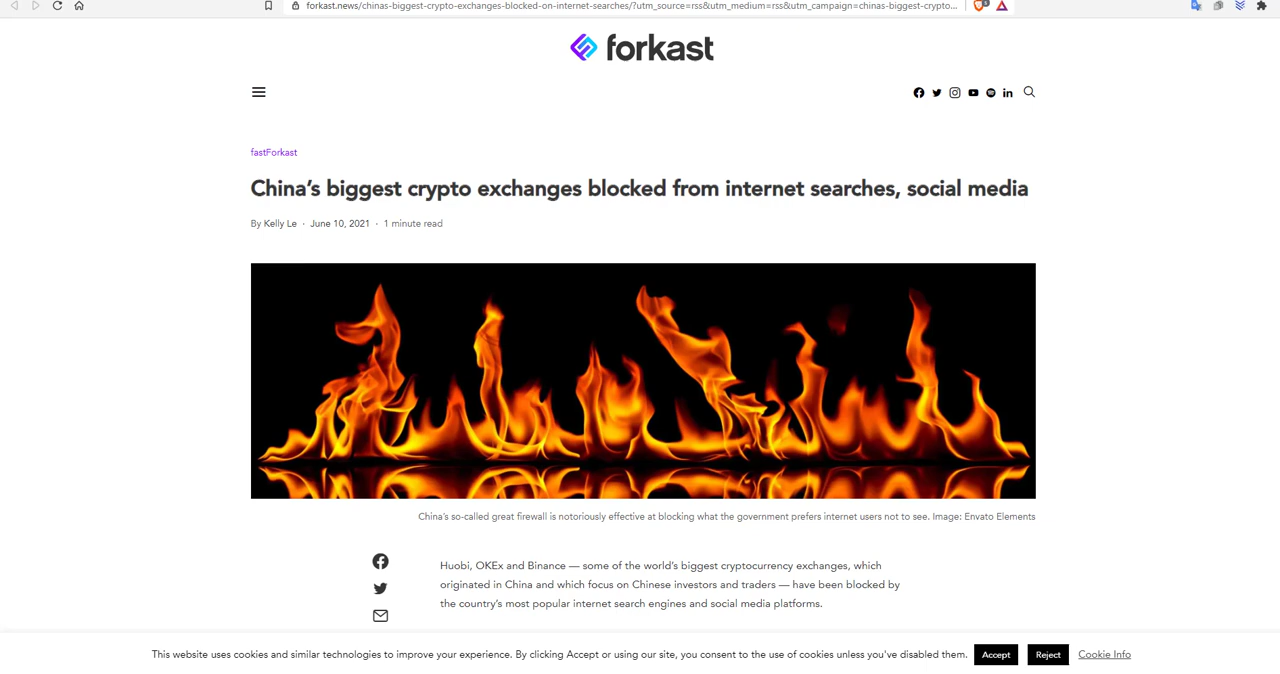 forkast.news/chinas-biggest-crypto-exchanges-blocked-on-internet-searches/?utm_source=rss&utm_medium=rss&utm_campaign=chinas-biggest-crypto...
forkast
fastForkast
China's biggest crypto exchanges blocked from internet searches, social media
By Kelly Le · June 10, 2021 · 1 minute read
China's so-called great firewall is notoriously effective at blocking what the government prefers internet users not to see. Image: Envato Elements
Huobi, OKEx and Binance — some of the world's biggest cryptocurrency exchanges, which
originated in China and which focus on Chinese investors and traders — have been blocked by
the country's most popular internet search engines and social media platforms.
This website uses cookies and similar technologies to improve your experience. By clicking Accept or using our site, you consent to the use of cookies unless you've disabled them. Accept Reject Cookie Info